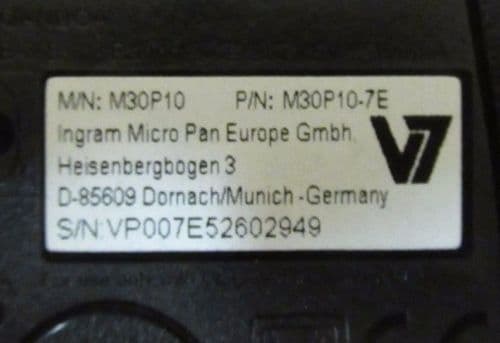 M/N: M30P10 P/N: M30P10-7E
Ingram Micro Pan Europe Gmbh.
Heisenbergbogen 3
D-85609 Dornach/Munich -Germany
S/N:VP007E52602949
V7